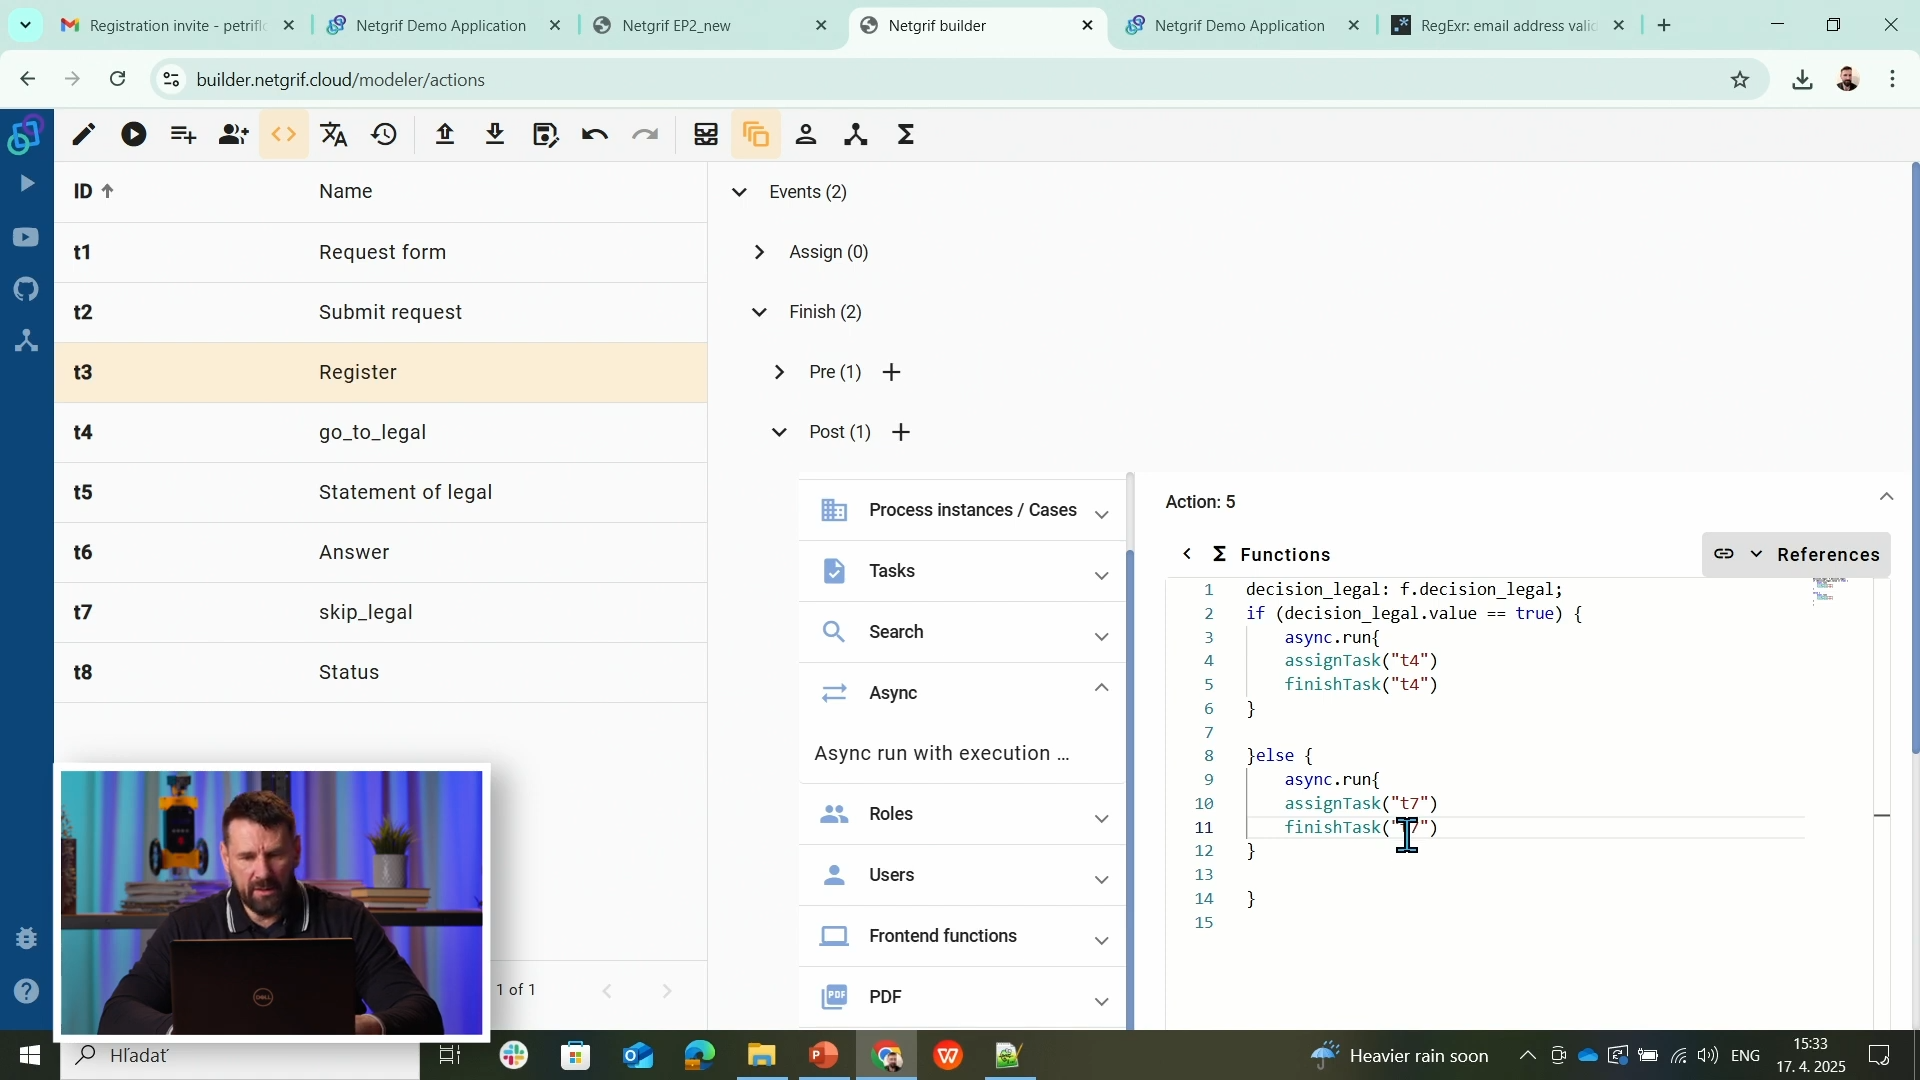 Registration invite - petriflo
Netgrif Demo Application
Netgrif EP2_new
Netgrif builder
Netgrif Demo Application
RegExr: email address valid
builder.netgrif.cloud/modeler/actions
ID
Name
t1
Request form
t2
Submit request
t3
Register
t4
go_to_legal
t5
Statement of legal
t6
Answer
t7
skip_legal
t8
Status
1 of 1
Events (2)
Assign (0)
Finish (2)
Pre (1)
Post (1)
Process instances / Cases
Tasks
Search
Async
Async run with execution ...
Roles
Users
Frontend functions
PDF
PDF
Action: 5
Σ Functions
References
1 decision_legal: f.decision_legal;
2 if (decision_legal.value == true) {
3 async.run{
4 assignTask("t4")
5 finishTask("t4")
6 }
7
8 }else {
9 async.run{
10 assignTask("t7")
11 finishTask("t7")
12 }
13
14 }
15
DELL
Hľadať
Heavier rain soon
ENG
15:33
17. 4. 2025